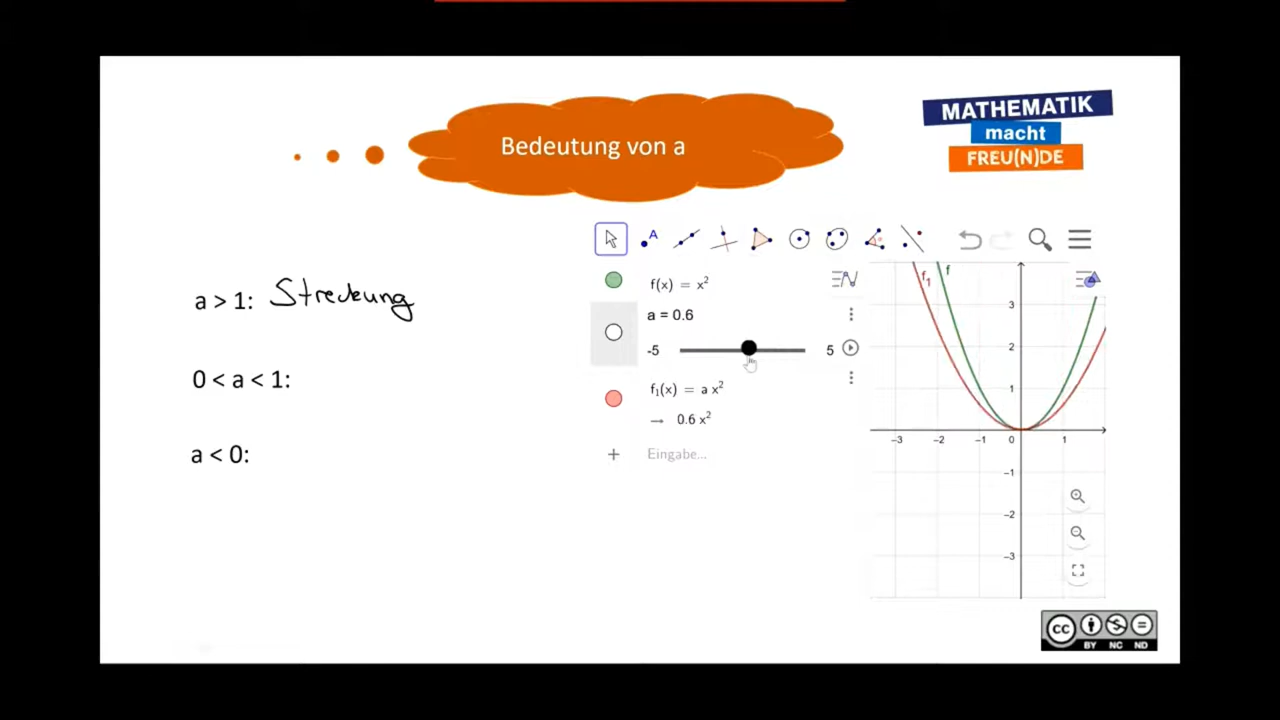 Bedeutung von a
MATHEMATIK
macht
FREU(N)DE
a > 1: Streckung
0 < a < 1:
a < 0:
A
f(x) = x²
a = 0.6
-5
5
f₁(x) = a x²
→ 0.6 x²
+ Eingabe...
f₁
f
3
2
1
-3 -2 -1 0 1
-1
-2
-3
CC
BY NC ND